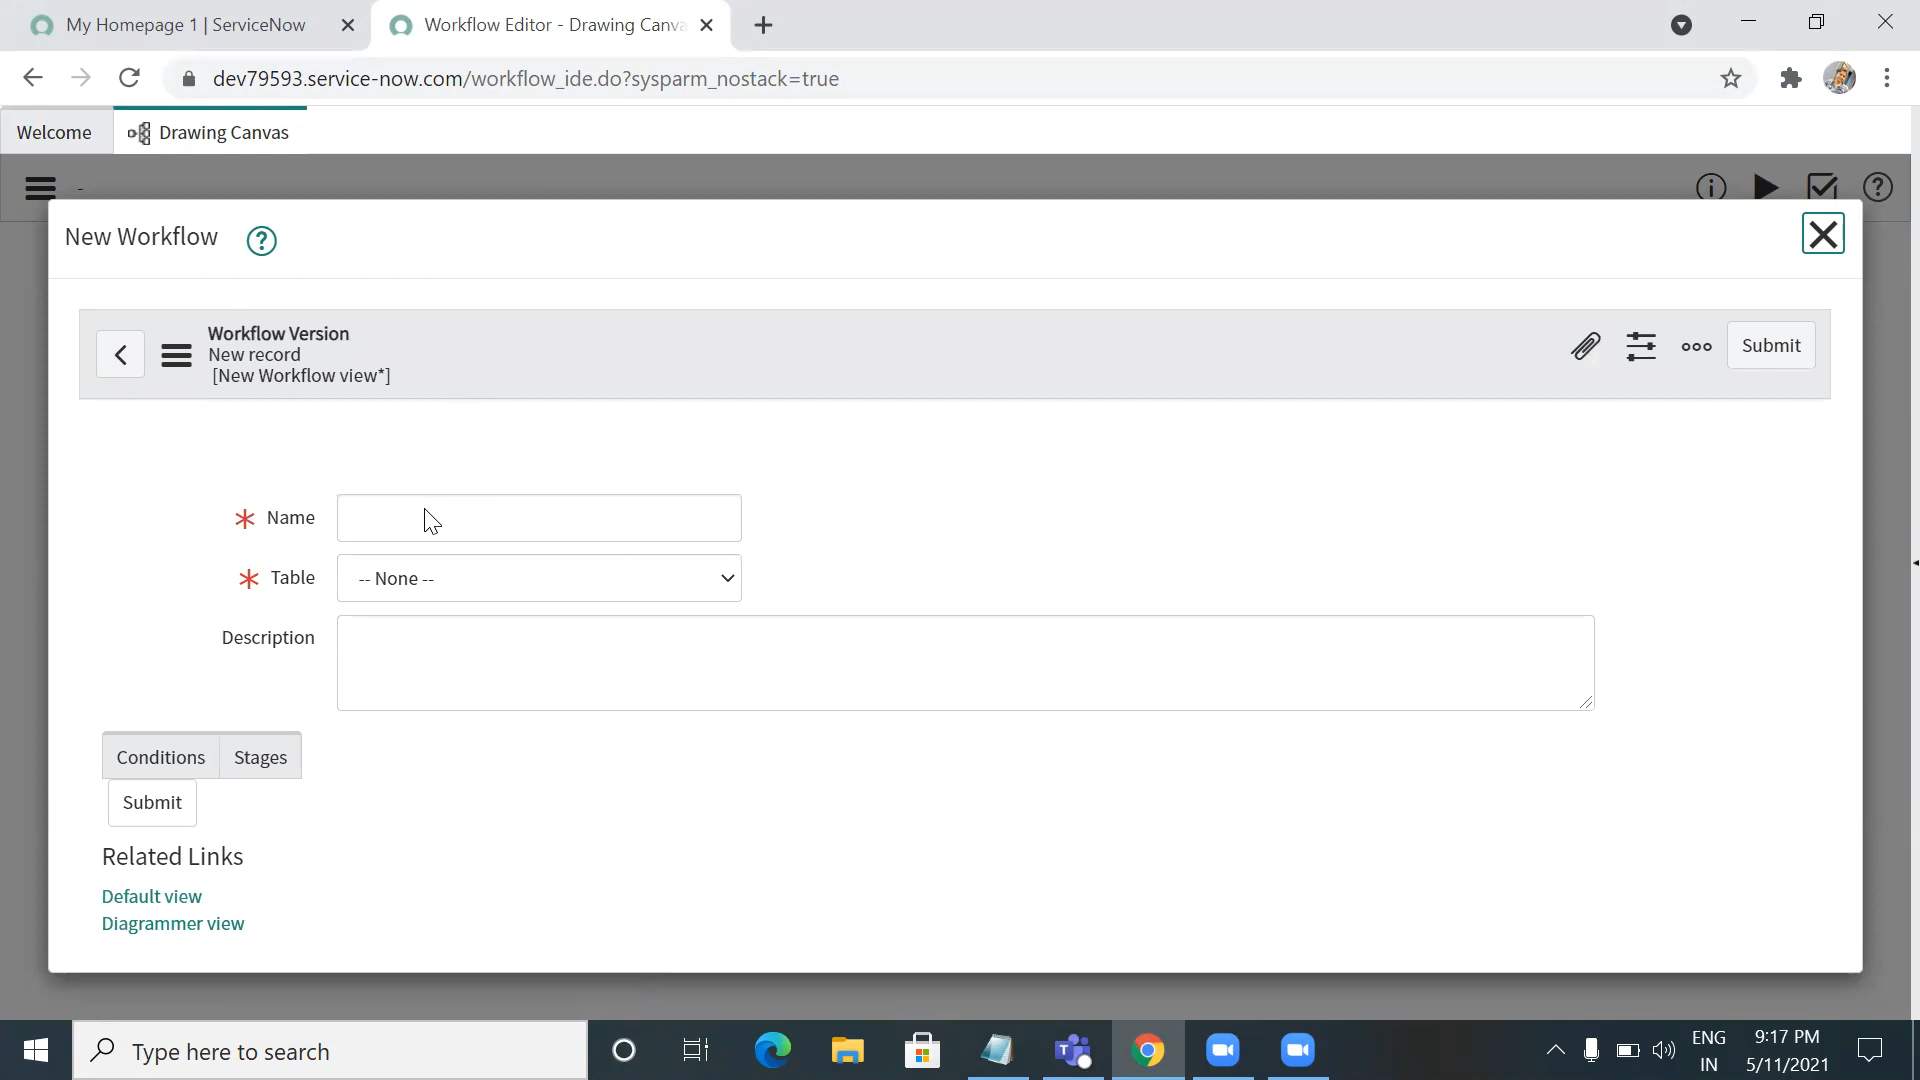 My Homepage 1 | ServiceNow
Workflow Editor - Drawing Canva
dev79593.service-now.com/workflow_ide.do?sysparm_nostack=true
Welcome
Drawing Canvas
-
New Workflow ?
Workflow Version
New record
[New Workflow view*]
Submit
* Name
* Table
-- None --
Description
Conditions
Stages
Submit
Related Links
Default view
Diagrammer view
Type here to search
ENG
IN
9:17 PM
5/11/2021